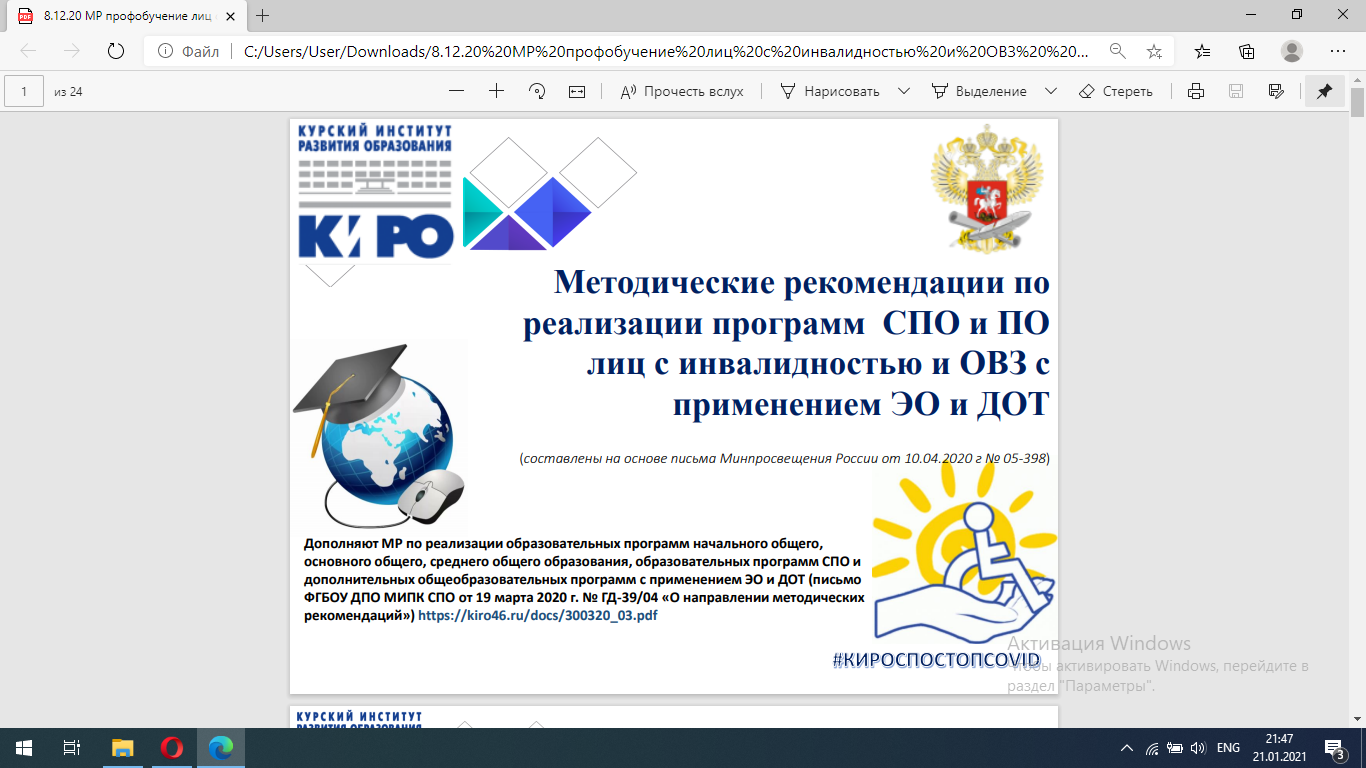 8.12.20 МР профобучение лиц
Файл
C:/Users/User/Downloads/8.12.20%20МР%20профобучение%20лиц%20с%20инвалидностью%20и%20ОВЗ%20%20...
1 из 24
Прочесть вслух
Нарисовать
Выделение
Стереть
КУРСКИЙ ИНСТИТУТ
РАЗВИТИЯ ОБРАЗОВАНИЯ
КИРО
Методические рекомендации по
реализации программ СПО и ПО
лиц с инвалидностью и ОВЗ с
применением ЭО и ДОТ
(составлены на основе письма Минпросвещения России от 10.04.2020 г № 05-398)
Дополняют МР по реализации образовательных программ начального общего,
основного общего, среднего общего образования, образовательных программ СПО и
дополнительных общеобразовательных программ с применением ЭО и ДОТ (письмо
ФГБОУ ДПО МИПК СПО от 19 марта 2020 г. № ГД-39/04 «О направлении методических
рекомендаций») https://kiro46.ru/docs/300320_03.pdf
#КИРОСПОСТОПCOVID
Активация Windows
Чтобы активировать Windows, перейдите в
раздел "Параметры".
КУРСКИЙ ИНСТИТУТ
РАЗВИТИЯ ОБРАЗОВАНИЯ
ENG
21:47
21.01.2021
3